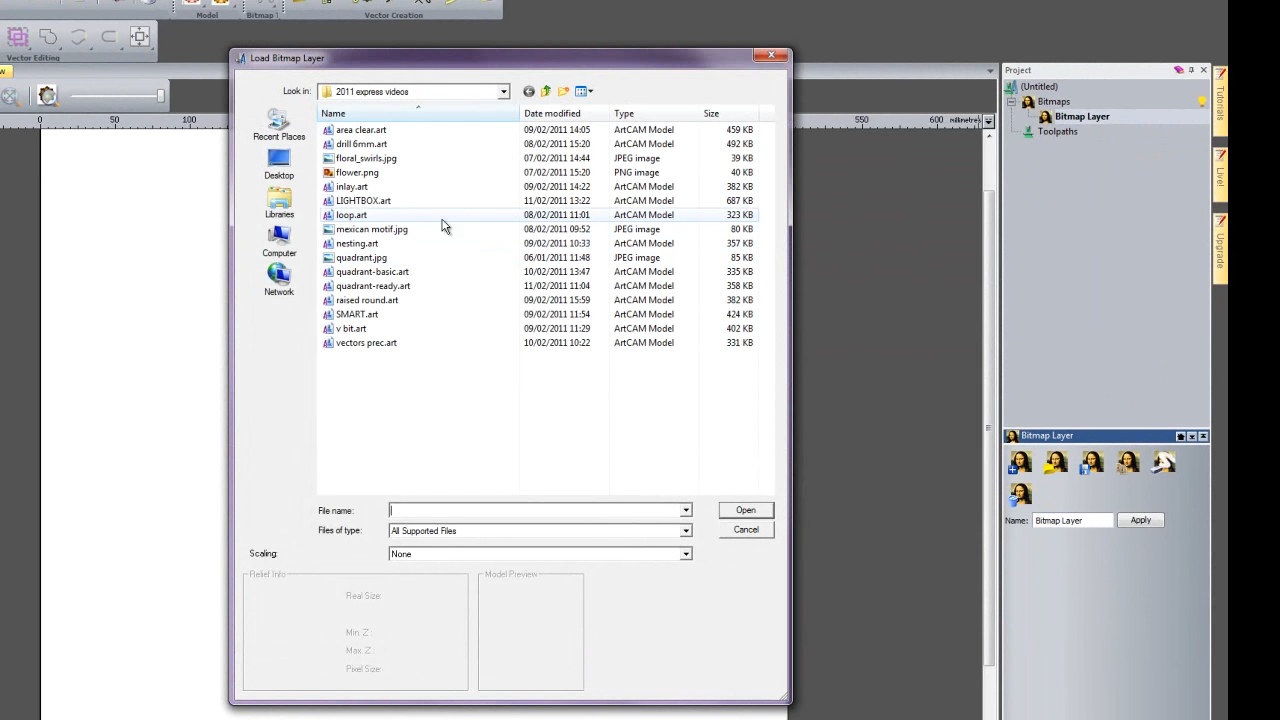 Model
Bitmap
Vector Creation
Vector Editing
w
Load Bitmap Layer
Look in:
2011 express videos
Name
Date modified
Type
Size
area clear.art
09/02/2011 14:05
ArtCAM Model
459 KB
drill 6mm.art
08/02/2011 15:20
ArtCAM Model
492 KB
floral_swirls.jpg
07/02/2011 14:44
JPEG image
39 KB
flower.png
07/02/2011 15:20
PNG image
40 KB
inlay.art
09/02/2011 14:22
ArtCAM Model
382 KB
LIGHTBOX.art
11/02/2011 13:22
ArtCAM Model
687 KB
loop.art
08/02/2011 11:01
ArtCAM Model
323 KB
mexican motif.jpg
08/02/2011 09:52
JPEG image
80 KB
nesting.art
09/02/2011 10:33
ArtCAM Model
357 KB
quadrant.jpg
06/01/2011 11:48
JPEG image
85 KB
quadrant-basic.art
10/02/2011 13:47
ArtCAM Model
335 KB
quadrant-ready.art
11/02/2011 11:04
ArtCAM Model
358 KB
raised round.art
09/02/2011 15:59
ArtCAM Model
382 KB
SMART.art
09/02/2011 11:54
ArtCAM Model
424 KB
v bit.art
09/02/2011 11:29
ArtCAM Model
402 KB
vectors prec.art
10/02/2011 10:22
ArtCAM Model
331 KB
Recent Places
Desktop
Libraries
Computer
Network
File name:
Open
Files of type:
All Supported Files
Cancel
Scaling:
None
Relief Info
Model Preview
Real Size:
Min Z:
Max Z:
Pixel Size:
0
50
100
550
600
millimetres
Project
(Untitled)
Bitmaps
Bitmap Layer
Toolpaths
Tutorials
Live!
Upgrade
Bitmap Layer
Name:
Bitmap Layer
Apply